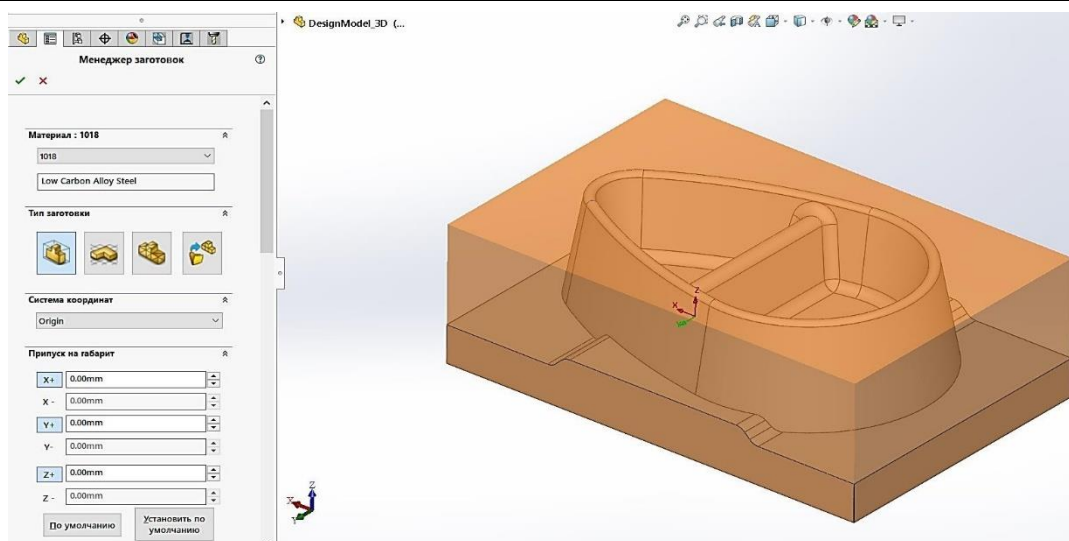 DesignModel_3D (...
Менеджер заготовок
Материал : 1018
1018
Low Carbon Alloy Steel
Тип заготовки
Система координат
Origin
Припуск на габарит
X+ 0.00mm
X - 0.00mm
Y+ 0.00mm
Y- 0.00mm
Z+ 0.00mm
Z - 0.00mm
По умолчанию
Установить по
умолчанию
Z
X
Y
Z
X
Y